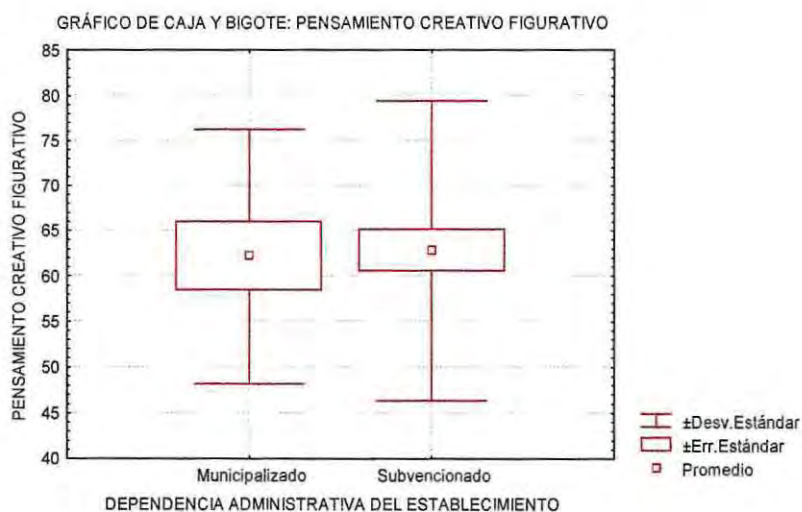 GRÁFICO DE CAJA Y BIGOTE: PENSAMIENTO CREATIVO FIGURATIVO
PENSAMIENTO CREATIVO FIGURATIVO
85
80
75
70
65
60
55
50
45
40
Municipalizado
Subvencionado
DEPENDENCIA ADMINISTRATIVA DEL ESTABLECIMIENTO
±Desv.Estándar
±Err.Estándar
Promedio